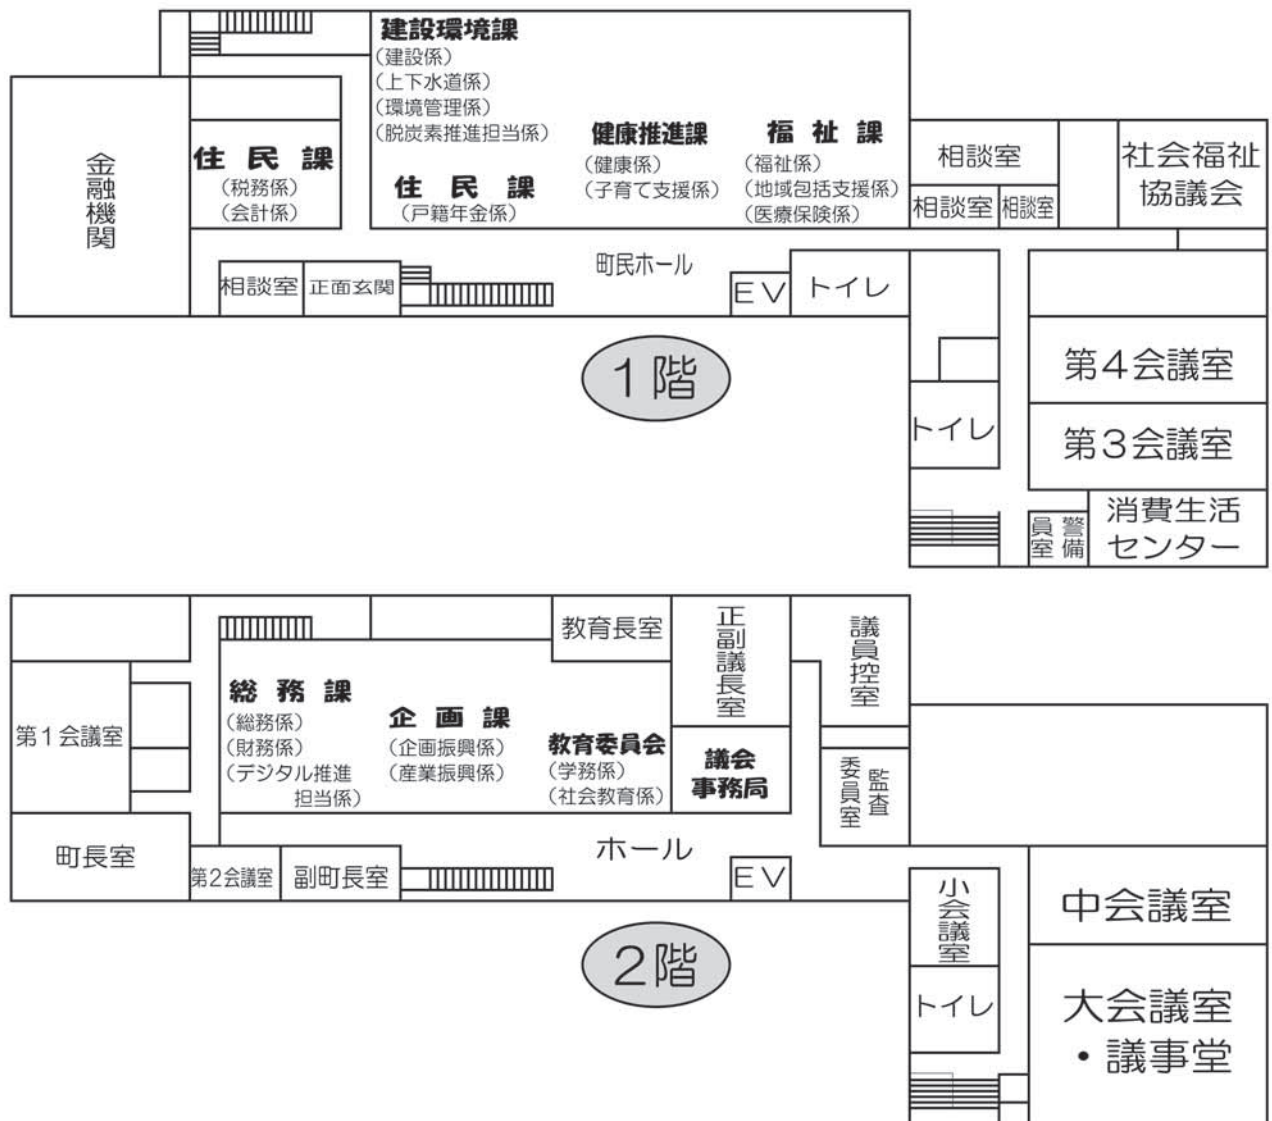 建設環境課
（建設係）
（上下水道係）
（環境管理係）
（脱炭素推進担当係）
住民課
（税務係）
（会計係）
住民課
（戸籍年金係）
健康推進課
（健康係）
（子育て支援係）
福祉課
（福祉係）
（地域包括支援係）
（医療保険係）
金融機関
相談室
相談室
相談室
社会福祉
協議会
相談室
正面玄関
町民ホール
ＥＶ
トイレ
１階
第４会議室
トイレ
第３会議室
警備
員室
消費生活
センター
教育長室
正副議長室
議員控室
総務課
（総務係）
（財務係）
（デジタル推進
担当係）
企画課
（企画振興係）
（産業振興係）
教育委員会
（学務係）
（社会教育係）
議会
事務局
第１会議室
監査
委員室
町長室
第２会議室
副町長室
ホール
ＥＶ
小会議室
中会議室
２階
トイレ
大会議室
・議事堂